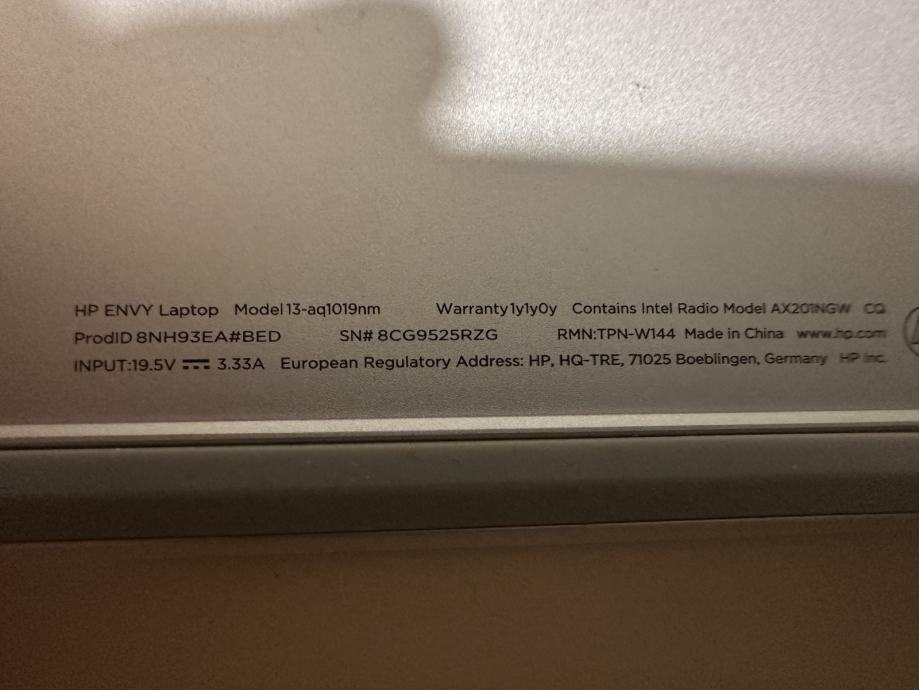 HP ENVY Laptop Model 13-aq1019nm Warranty 1y1y0y Contains Intel Radio Model AX201NGW CQ
ProdID 8NH93EA#BED SN# 8CG9525RZG RMN:TPN-W144 Made in China www.hp.com
INPUT:19.5V ⎓ 3.33A European Regulatory Address: HP, HQ-TRE, 71025 Boeblingen, Germany HP Inc.